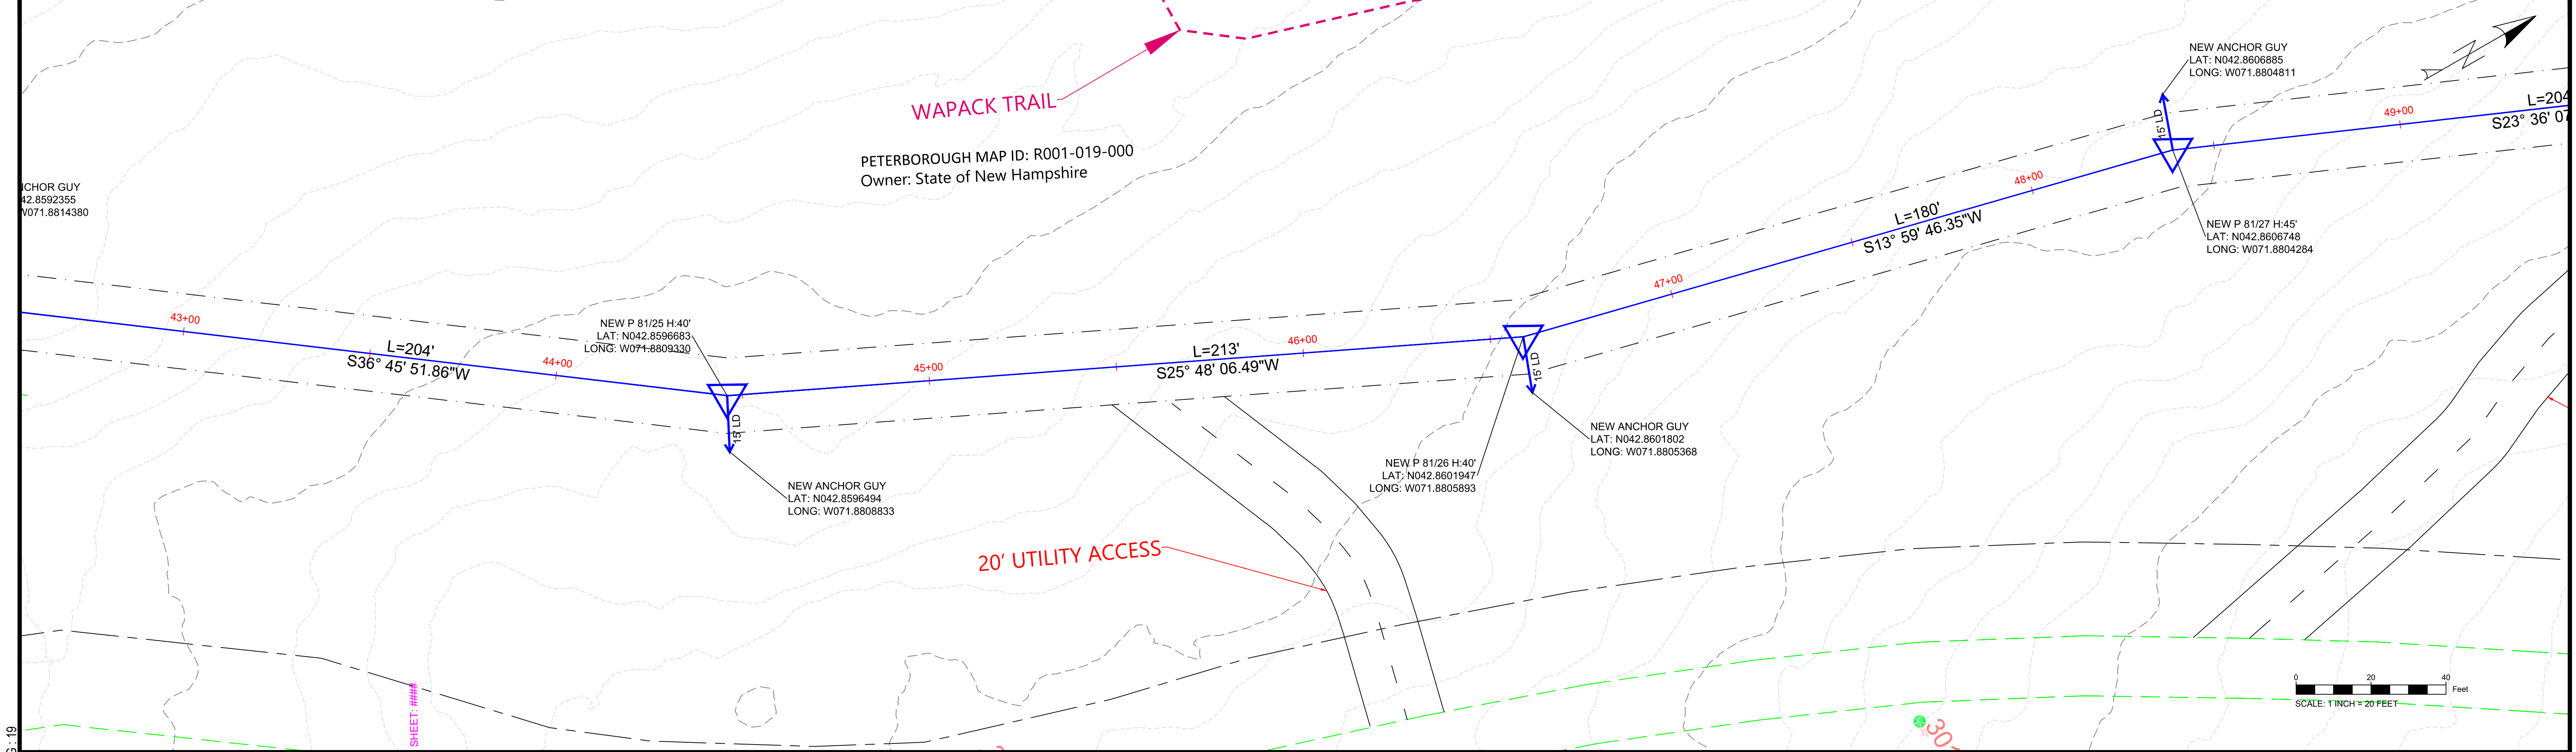 NEW ANCHOR GUY
LAT: N042.8606885
LONG: W071.8804811
N
WAPACK TRAIL
PETERBOROUGH MAP ID: R001-019-000
Owner: State of New Hampshire
NCHOR GUY
42.8592355
W071.8814380
43+00
L=204'
S36° 45' 51.86"W
44+00
NEW P 81/25 H:40'
LAT: N042.8596683
LONG: W071.8809330
15' LD
NEW ANCHOR GUY
LAT: N042.8596494
LONG: W071.8808833
45+00
L=213'
S25° 48' 06.49"W
46+00
15' LD
NEW P 81/26 H:40'
LAT: N042.8601947
LONG: W071.8805893
NEW ANCHOR GUY
LAT: N042.8601802
LONG: W071.8805368
47+00
L=180'
S13° 59' 46.35"W
48+00
15' LD
NEW P 81/27 H:45'
LAT: N042.8606748
LONG: W071.8804284
49+00
L=204
S23° 36' 07
20' UTILITY ACCESS
SHEET: ####
: 19
0 20 40
Feet
SCALE: 1 INCH = 20 FEET
30